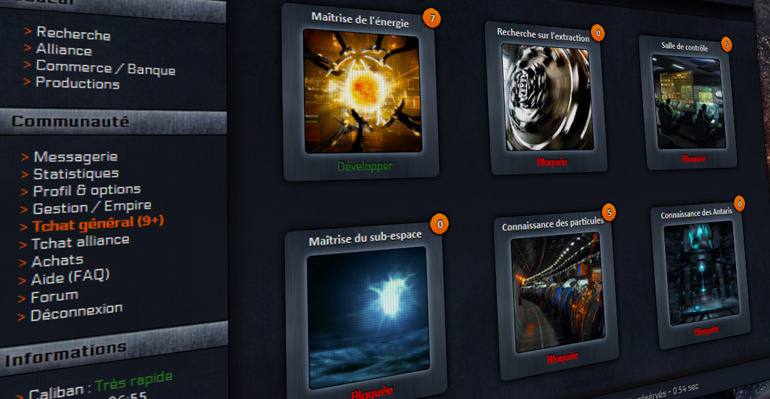 > Recherche
> Alliance
> Commerce / Banque
> Productions
Communauté
> Messagerie
> Statistiques
> Profil & options
> Gestion / Empire
> Tchat général (9+)
> Tchat alliance
> Achats
> Aide (FAQ)
> Forum
> Déconnexion
Informations
> Caliban : Très rapide
Maîtrise de l'énergie
7
Développer
Recherche sur l'extraction
0
Bloquée
Salle de contrôle
5
Bloquée
Maîtrise du sub-espace
0
Bloquée
Connaissance des particules
5
Bloquée
Connaissance des Antaris
0
Bloquée
- 0.54 sec